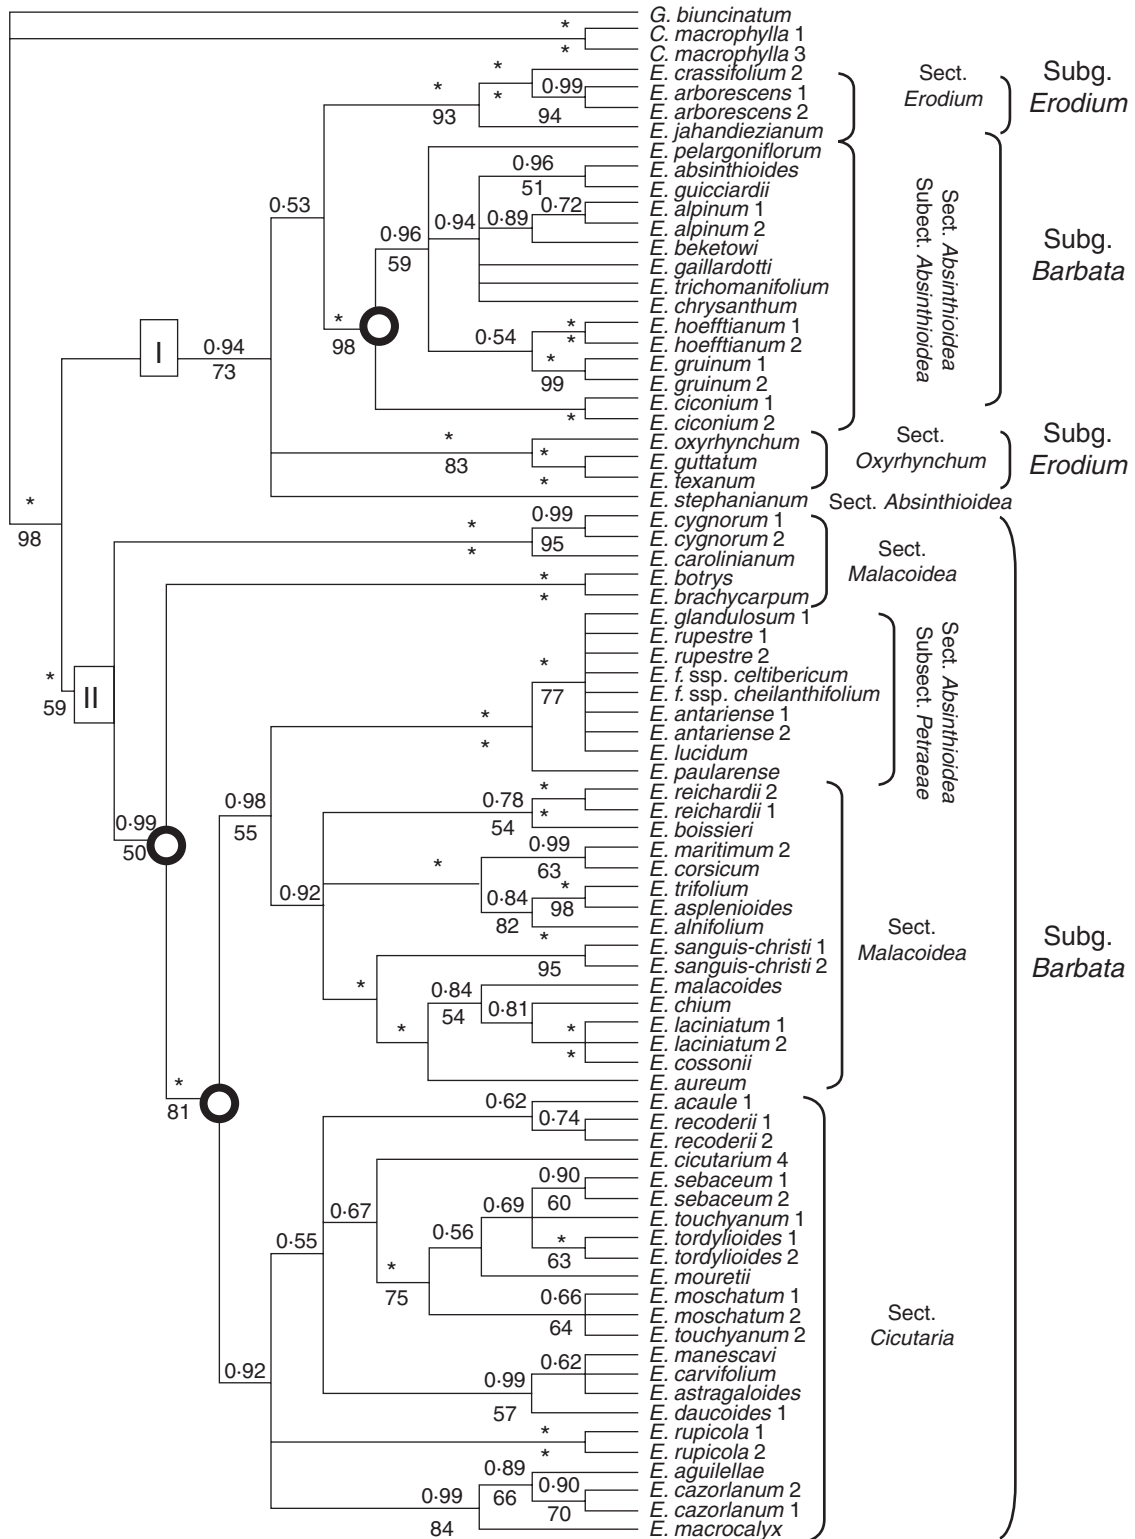 G. biuncinatum
* C. macrophylla 1
* C. macrophylla 3
* E. crassifolium 2
* * 0·99 E. arborescens 1
93 94 E. arborescens 2
E. jahandiezianum
Sect. Erodium
Subg. Erodium
E. pelargoniflorum
0·96 E. absinthioides
51 E. guicciardii
0·53 0·94 0·89 0·72 E. alpinum 1
E. alpinum 2
0·96 E. beketowi
59 E. gaillardotti
E. trichomanifolium
E. chrysanthum
* 0·54 * E. hoefftianum 1
98 * E. hoefftianum 2
* E. gruinum 1
99 E. gruinum 2
E. ciconium 1
* E. ciconium 2
Sect. Absinthioidea
Subect. Absinthioidea
Subg. Barbata
I
0·94
73
* E. oxyrhynchum
83 * E. guttatum
* E. texanum
Sect. Oxyrhynchum
Subg. Erodium
E. stephanianum Sect. Absinthioidea
*
98
* 0·99 E. cygnorum 1
* 95 E. cygnorum 2
E. carolinianum
* E. botrys
* E. brachycarpum
Sect. Malacoidea
*
59
II
E. glandulosum 1
E. rupestre 1
* E. rupestre 2
77 E. f. ssp. celtibericum
E. f. ssp. cheilanthifolium
* E. antariense 1
* E. antariense 2
E. lucidum
E. paularense
Sect. Absinthioidea
Subsect. Petraeae
0·99
50
0·98
55
0·78 * E. reichardii 2
54 * E. reichardii 1
E. boissieri
* 0·99 E. maritimum 2
0·92 63 E. corsicum
0·84 * E. trifolium
82 98 E. asplenioides
E. alnifolium
* E. sanguis-christi 1
95 E. sanguis-christi 2
* 0·84 E. malacoides
54 0·81 E. chium
* * E. laciniatum 1
E. laciniatum 2
* E. cossonii
E. aureum
Sect. Malacoidea
Subg. Barbata
*
81
0·62 E. acaule 1
0·74 E. recoderii 1
E. recoderii 2
0·67 E. cicutarium 4
0·90 E. sebaceum 1
0·69 60 E. sebaceum 2
0·55 0·56 E. touchyanum 1
* E. tordylioides 1
* 63 E. tordylioides 2
75 E. mouretii
0·66 E. moschatum 1
E. moschatum 2
64 E. touchyanum 2
0·92 0·62 E. manescavi
0·99 E. carvifolium
57 E. astragaloides
E. daucoides 1
* E. rupicola 1
* E. rupicola 2
0·89 E. aguilellae
0·99 66 0·90 E. cazorlanum 2
84 70 E. cazorlanum 1
E. macrocalyx
Sect. Cicutaria